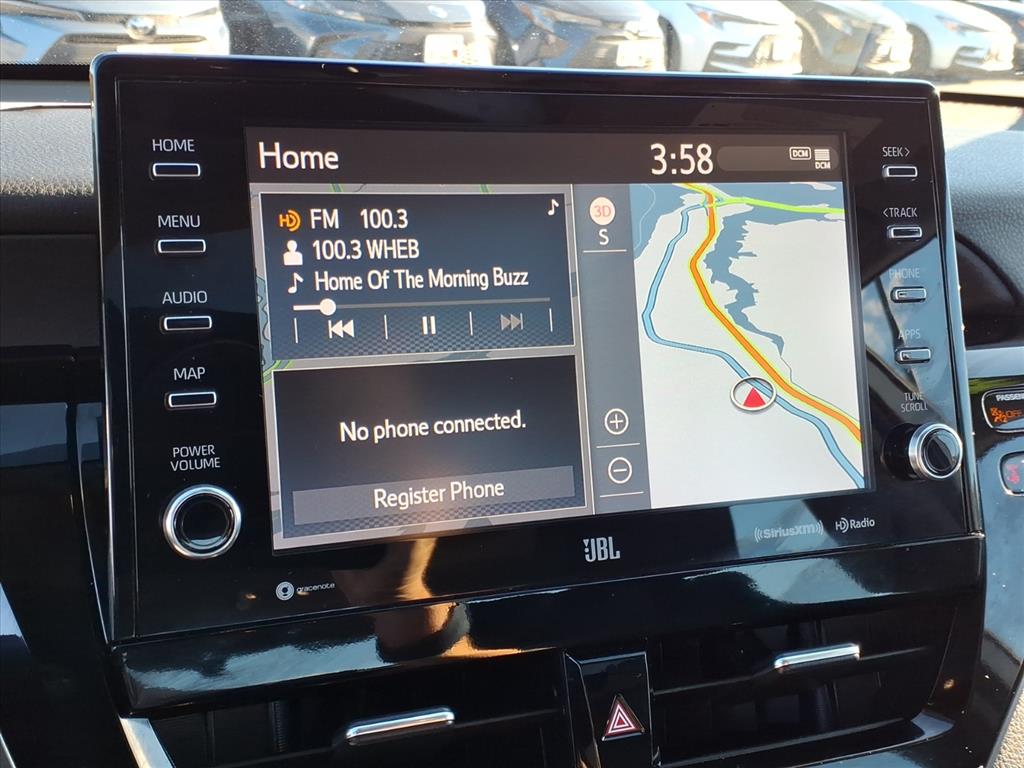 HOME
MENU
AUDIO
MAP
POWER
VOLUME
Home
3:58
DCM
DCM
HD FM 100.3
100.3 WHEB
Home Of The Morning Buzz
No phone connected.
Register Phone
3D
S
SEEK >
< TRACK
PHONE
APPS
TUNE
SCROLL
gracenote
JBL
((SiriusXM))
HD Radio
OFF